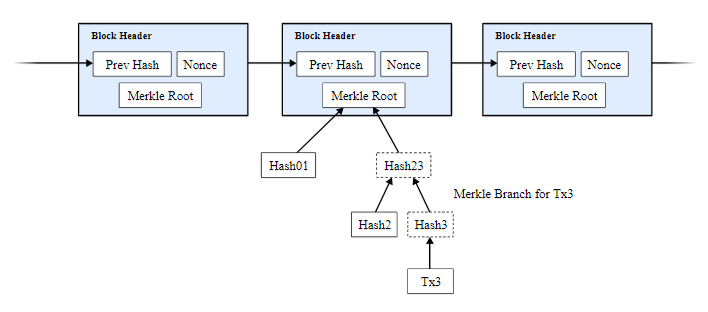 Block Header
Block Header
Block Header
Prev Hash
Nonce
Prev Hash
Nonce
Prev Hash
Nonce
Merkle Root
Merkle Root
Merkle Root
Hash01
Hash23
Merkle Branch for Tx3
Hash2
Hash3
Tx3